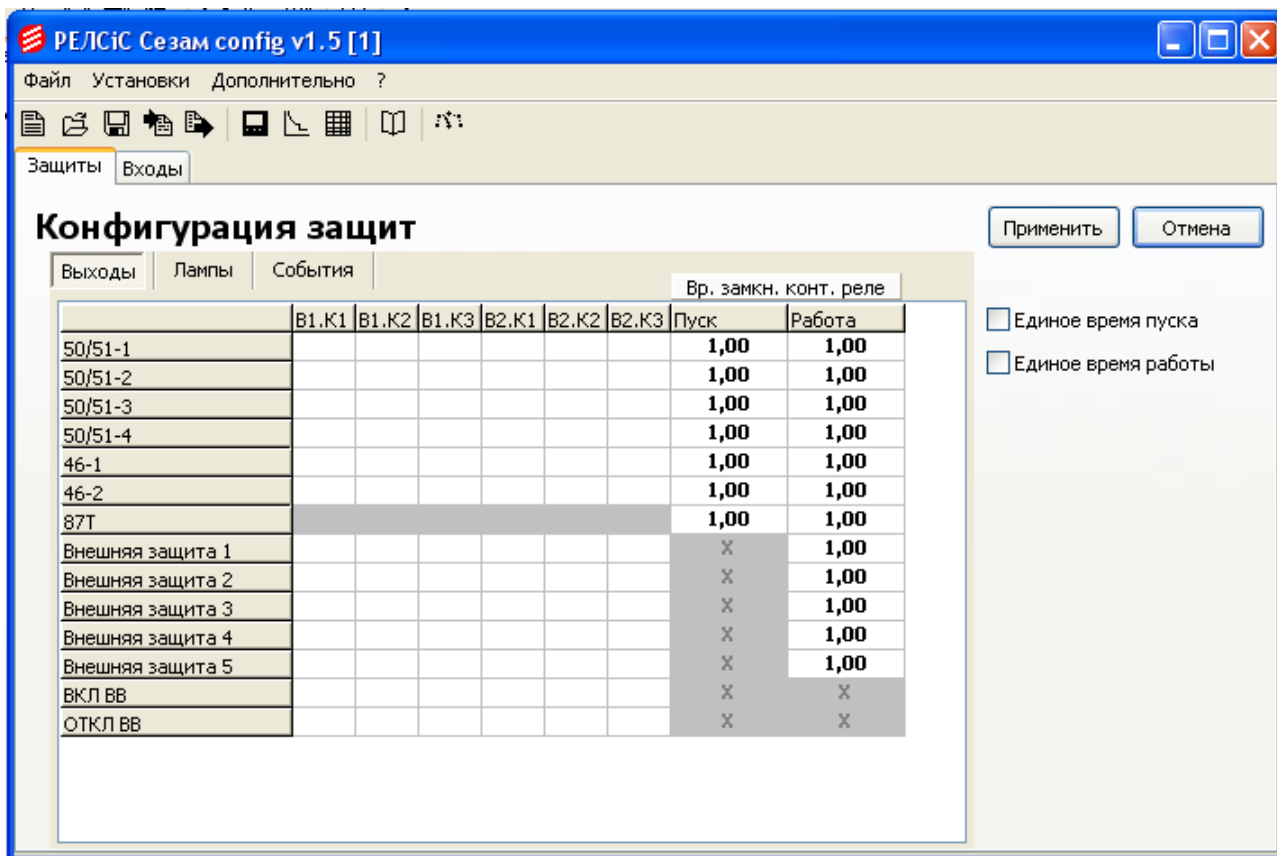 РЕЛСіС Сезам config v1.5 [1]
Файл Установки Дополнительно ?
Защиты Входы
Конфигурация защит
Применить Отмена
Выходы Лампы События
Вр. замкн. конт. реле
В1.К1 В1.К2 В1.К3 В2.К1 В2.К2 В2.К3 Пуск Работа
Единое время пуска
50/51-1 1,00 1,00
Единое время работы
50/51-2 1,00 1,00
50/51-3 1,00 1,00
50/51-4 1,00 1,00
46-1 1,00 1,00
46-2 1,00 1,00
87Т 1,00 1,00
Внешняя защита 1 X 1,00
Внешняя защита 2 X 1,00
Внешняя защита 3 X 1,00
Внешняя защита 4 X 1,00
Внешняя защита 5 X 1,00
ВКЛ ВВ X X
ОТКЛ ВВ X X